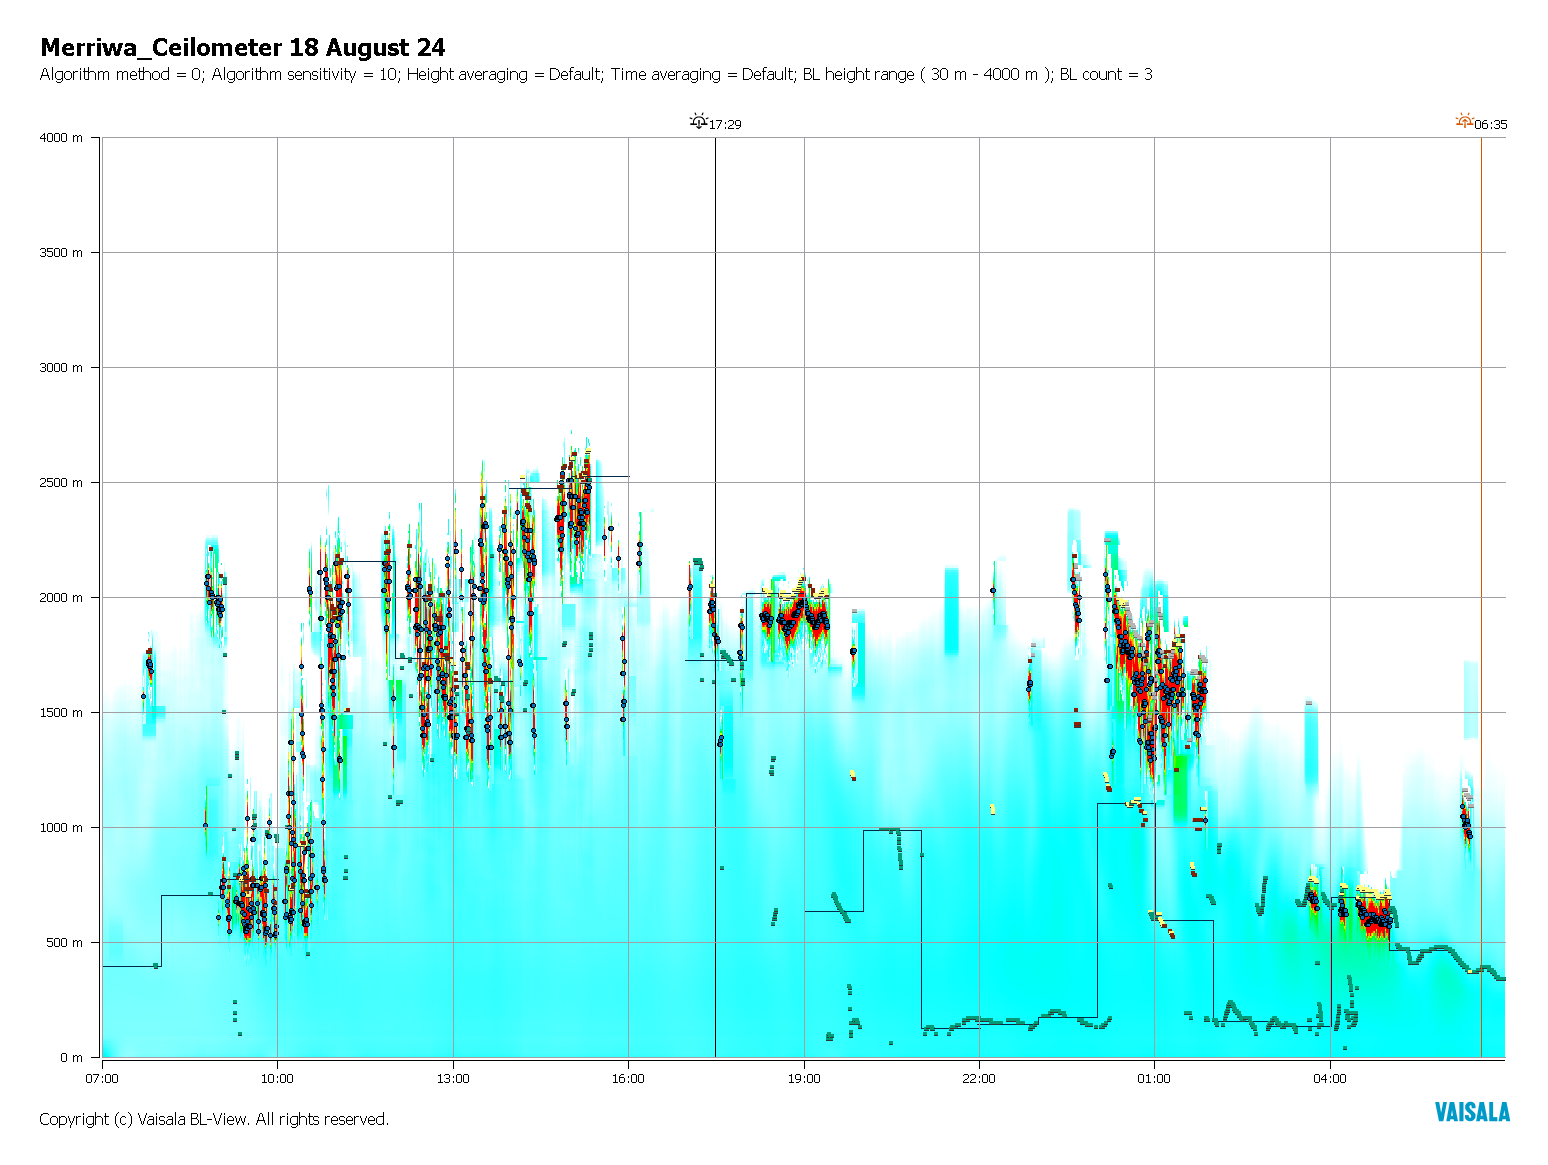 Merriwa_Ceilometer 18 August 24
Algorithm method = 0; Algorithm sensitivity = 10; Height averaging = Default; Time averaging = Default; BL height range ( 30 m - 4000 m ); BL count = 3
17:29
06:35
4000 m
3500 m
3000 m
2500 m
2000 m
1500 m
1000 m
500 m
0 m
07:00 10:00 13:00 16:00 19:00 22:00 01:00 04:00
Copyright (c) Vaisala BL-View. All rights reserved.
VAISALA